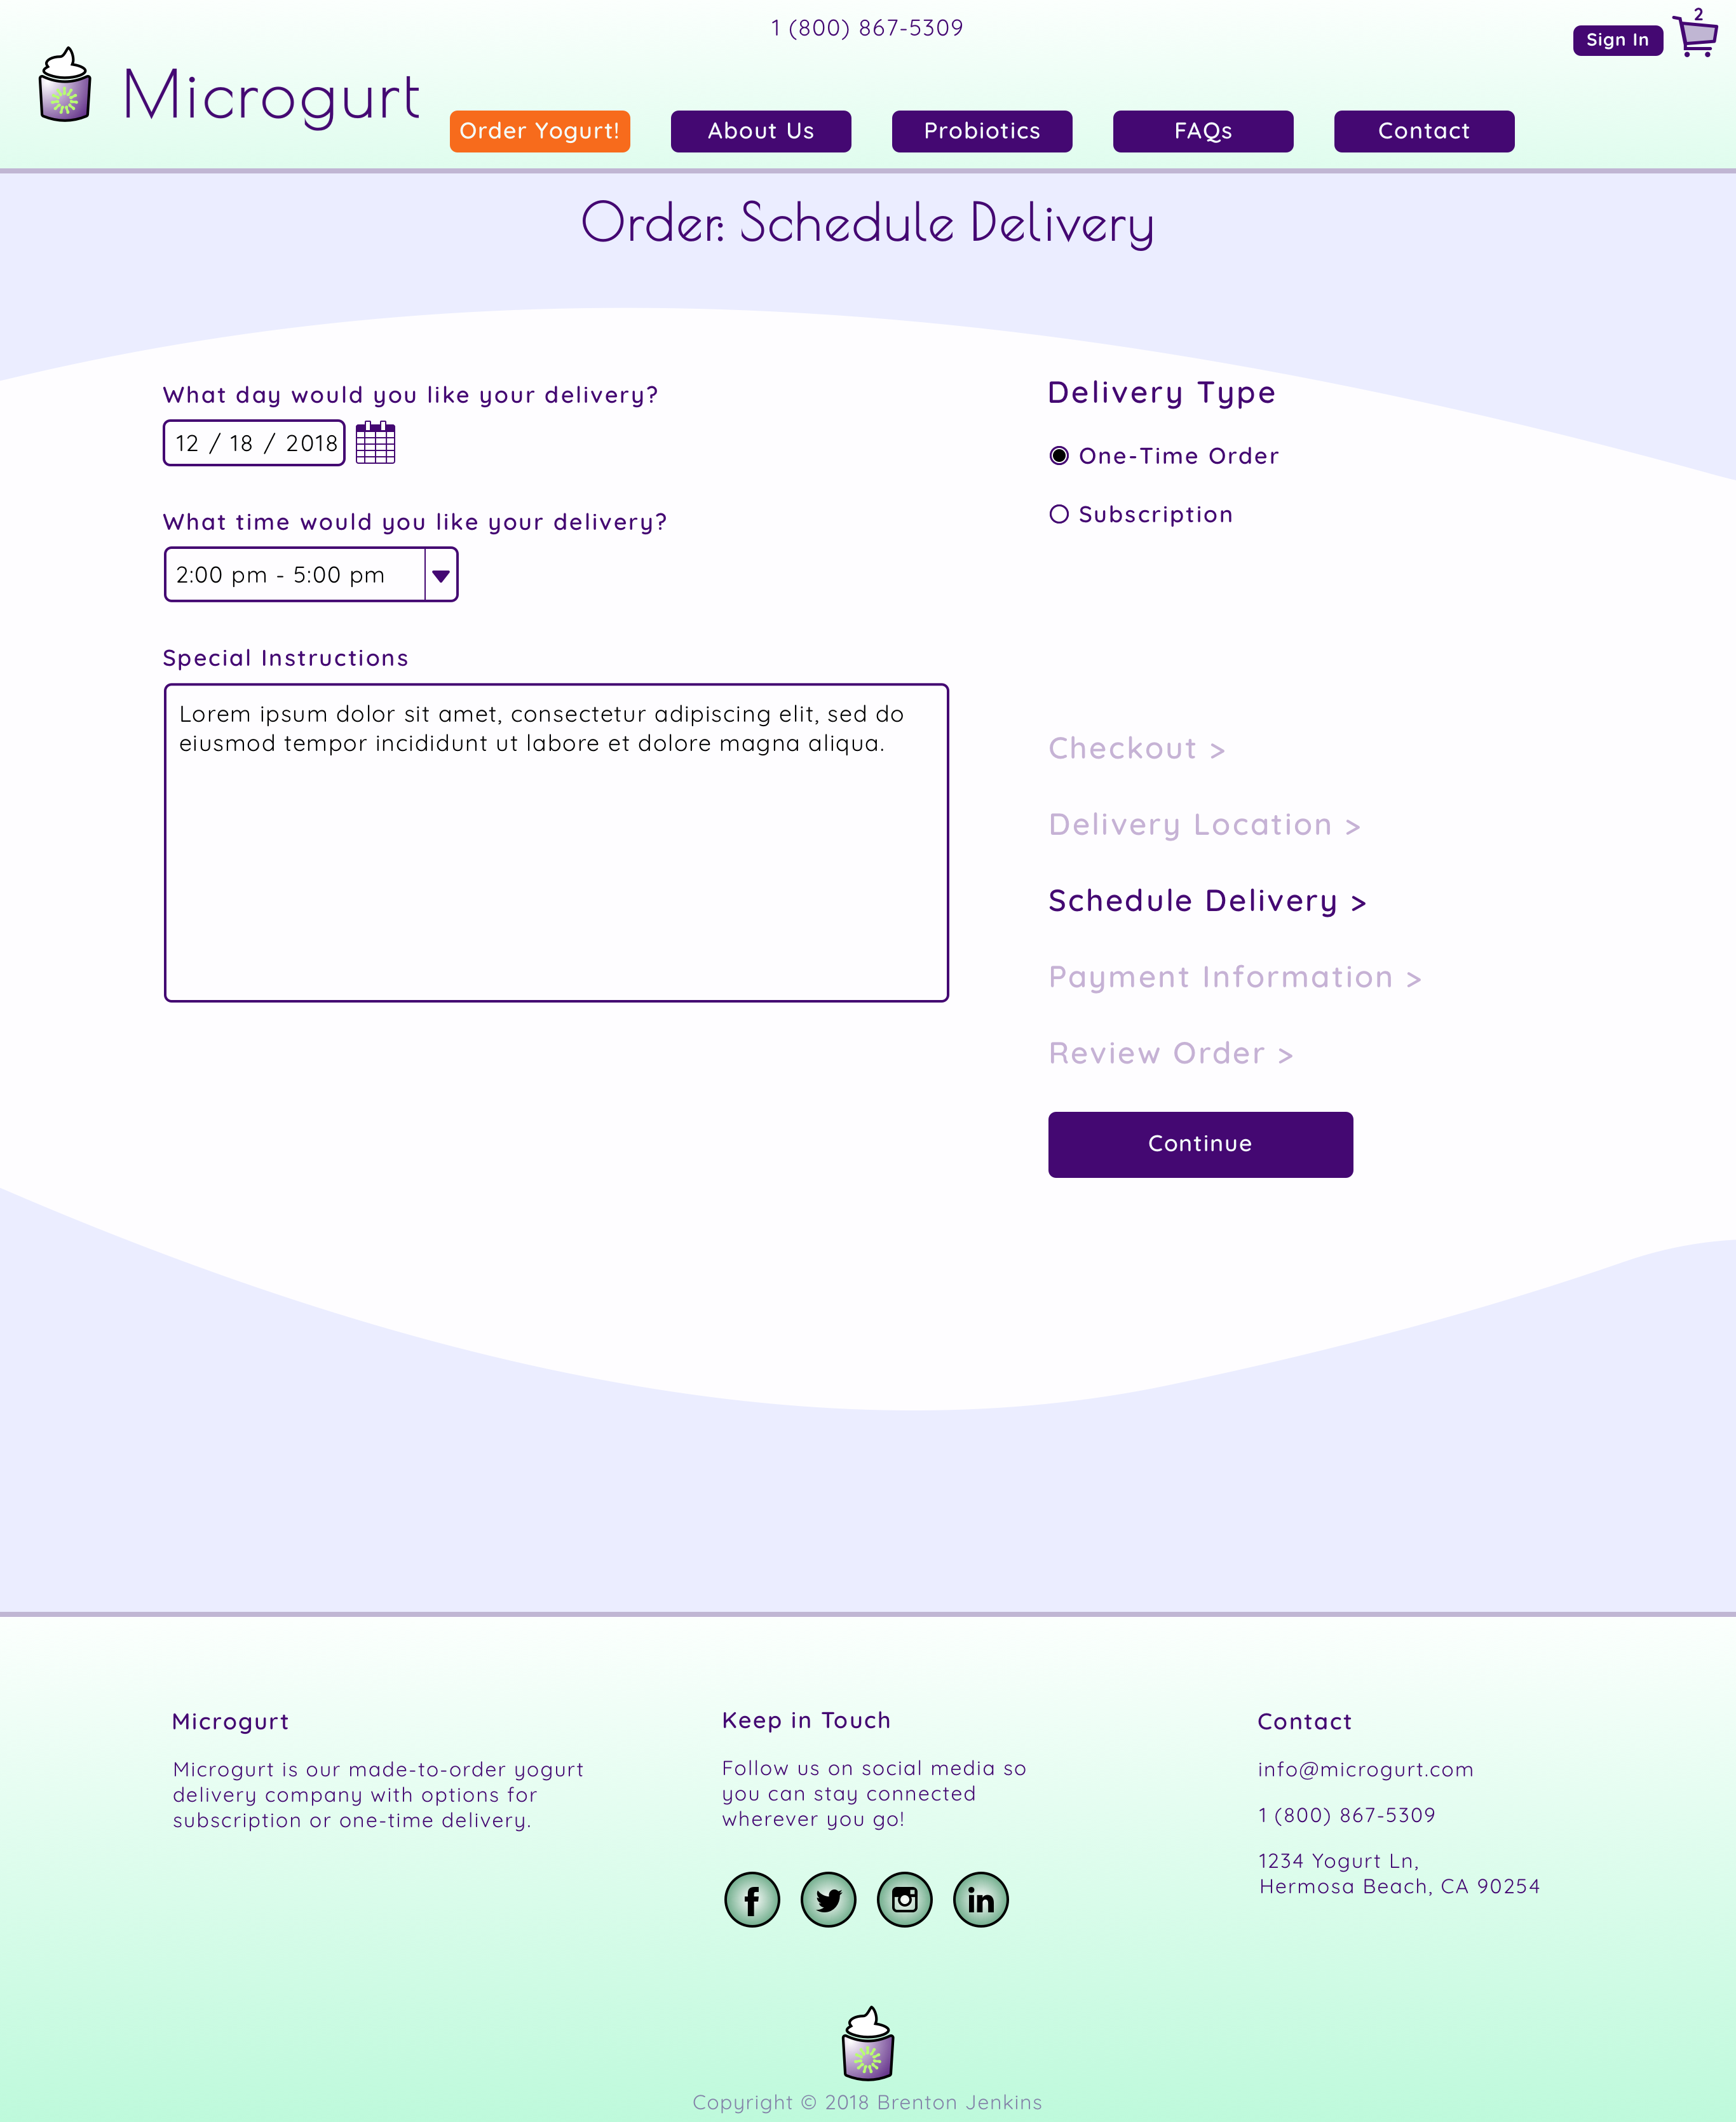 1 (800) 867-5309
2
Sign In
Microgurt
Order Yogurt!
About Us
Probiotics
FAQs
Contact
Order: Schedule Delivery
What day would you like your delivery?
12 / 18 / 2018
What time would you like your delivery?
2:00 pm - 5:00 pm
Special Instructions
Lorem ipsum dolor sit amet, consectetur adipiscing elit, sed do
eiusmod tempor incididunt ut labore et dolore magna aliqua.
Delivery Type
One-Time Order
Subscription
Checkout >
Delivery Location >
Schedule Delivery >
Payment Information >
Review Order >
Continue
Microgurt
Microgurt is our made-to-order yogurt
delivery company with options for
subscription or one-time delivery.
Keep in Touch
Follow us on social media so
you can stay connected
wherever you go!
f
in
Contact
info@microgurt.com
1 (800) 867-5309
1234 Yogurt Ln,
Hermosa Beach, CA 90254
Copyright © 2018 Brenton Jenkins